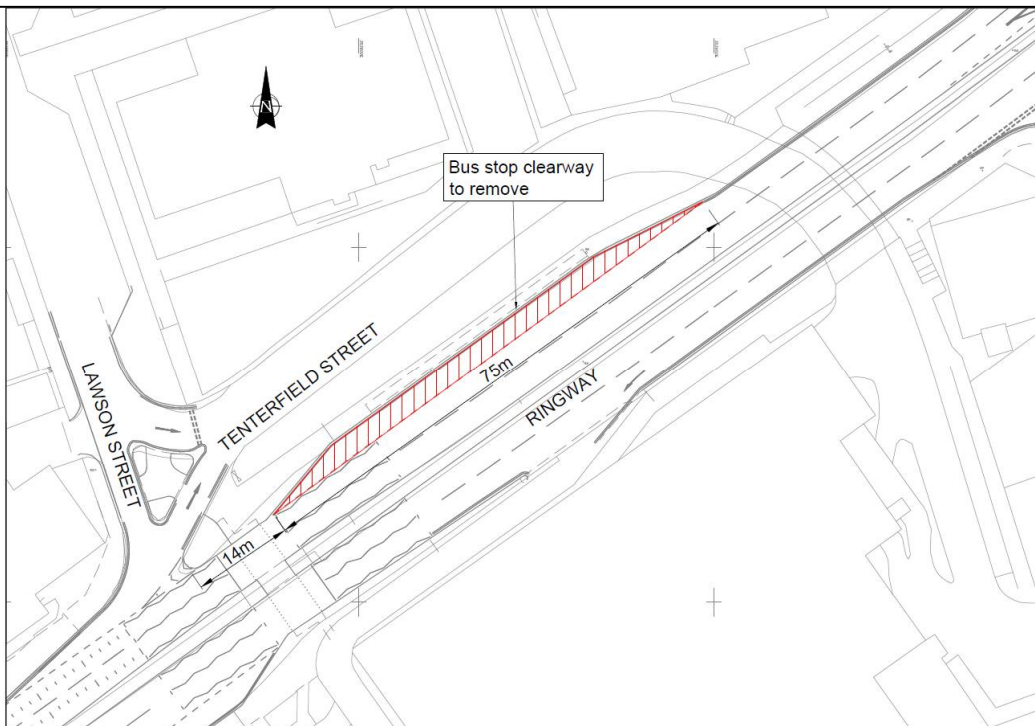 N
Bus stop clearway
to remove
TENTERFIELD STREET
LAWSON STREET
75m
RINGWAY
14m